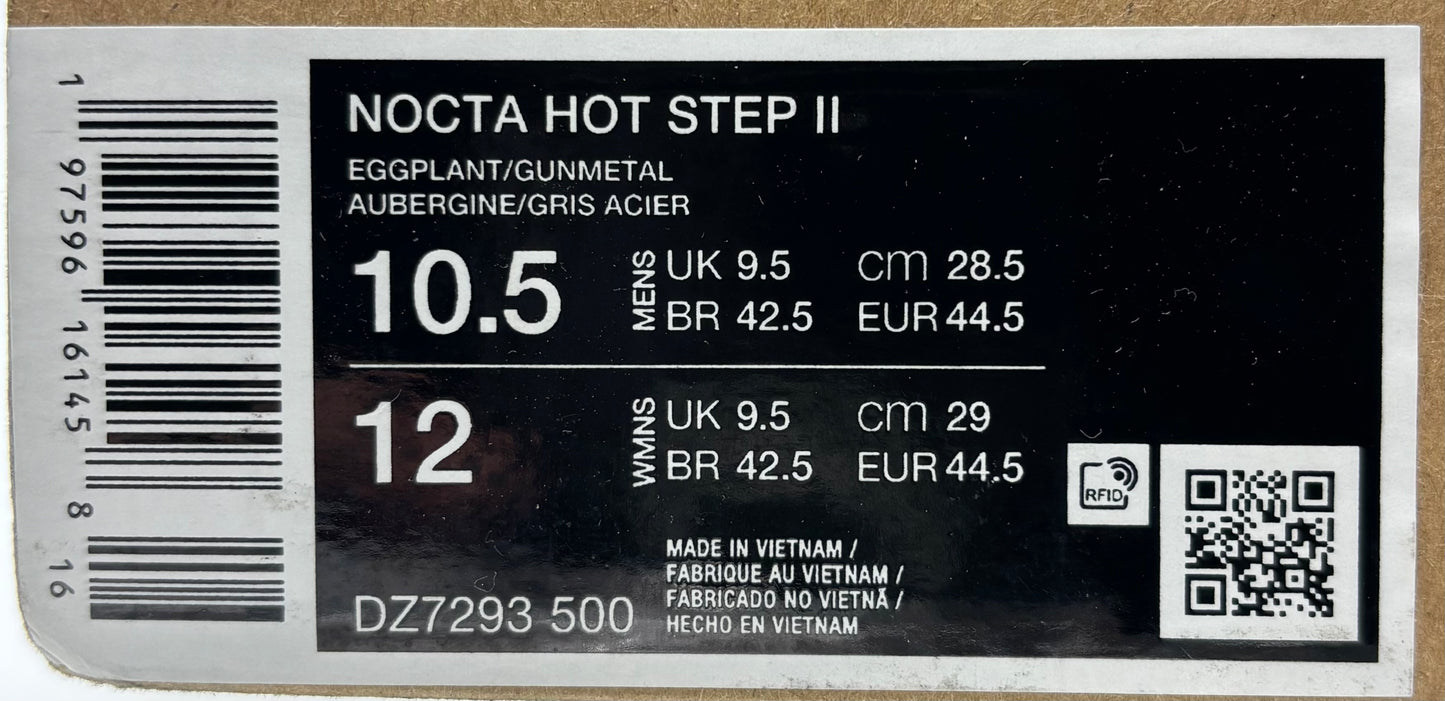 1 97596 16145 8 16
NOCTA HOT STEP II
EGGPLANT/GUNMETAL
AUBERGINE/GRIS ACIER
10.5 MENS UK 9.5 cm 28.5
BR 42.5 EUR 44.5
12 WMNS UK 9.5 cm 29
BR 42.5 EUR 44.5
RFID
MADE IN VIETNAM /
FABRIQUE AU VIETNAM /
FABRICADO NO VIETNÃ /
HECHO EN VIETNAM
DZ7293 500